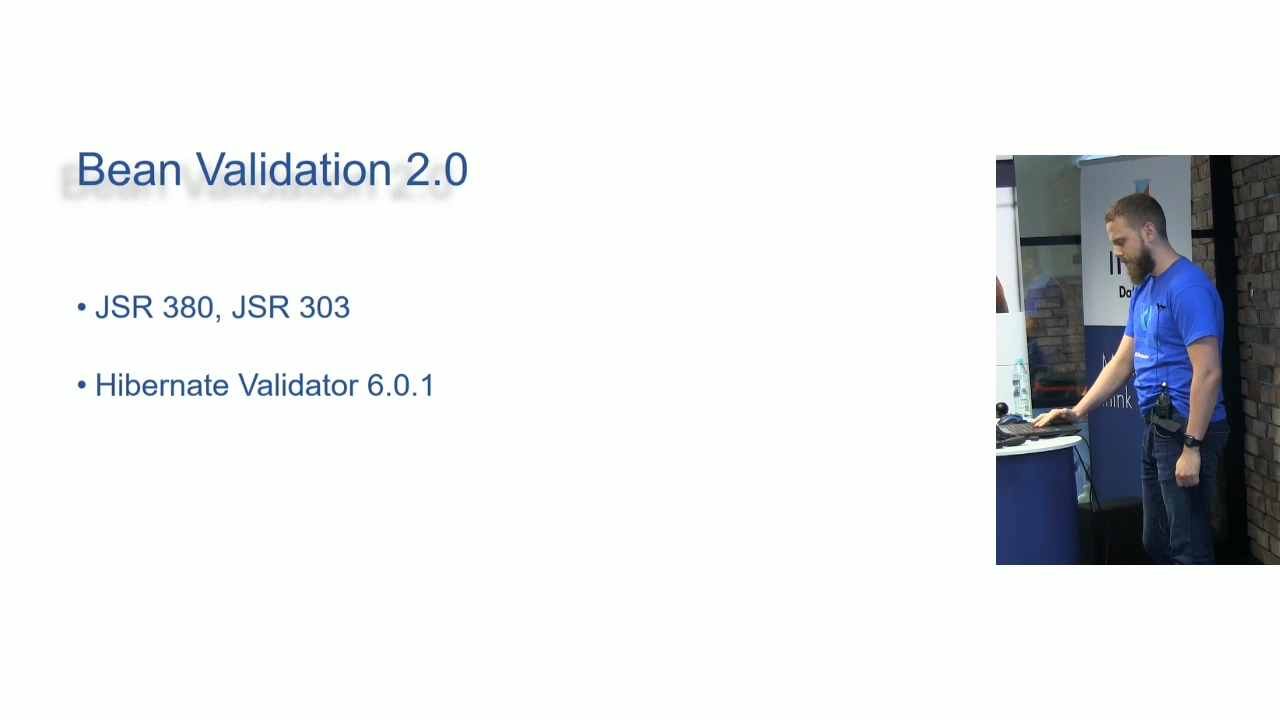 Bean Validation 2.0
• JSR 380, JSR 303
• Hibernate Validator 6.0.1